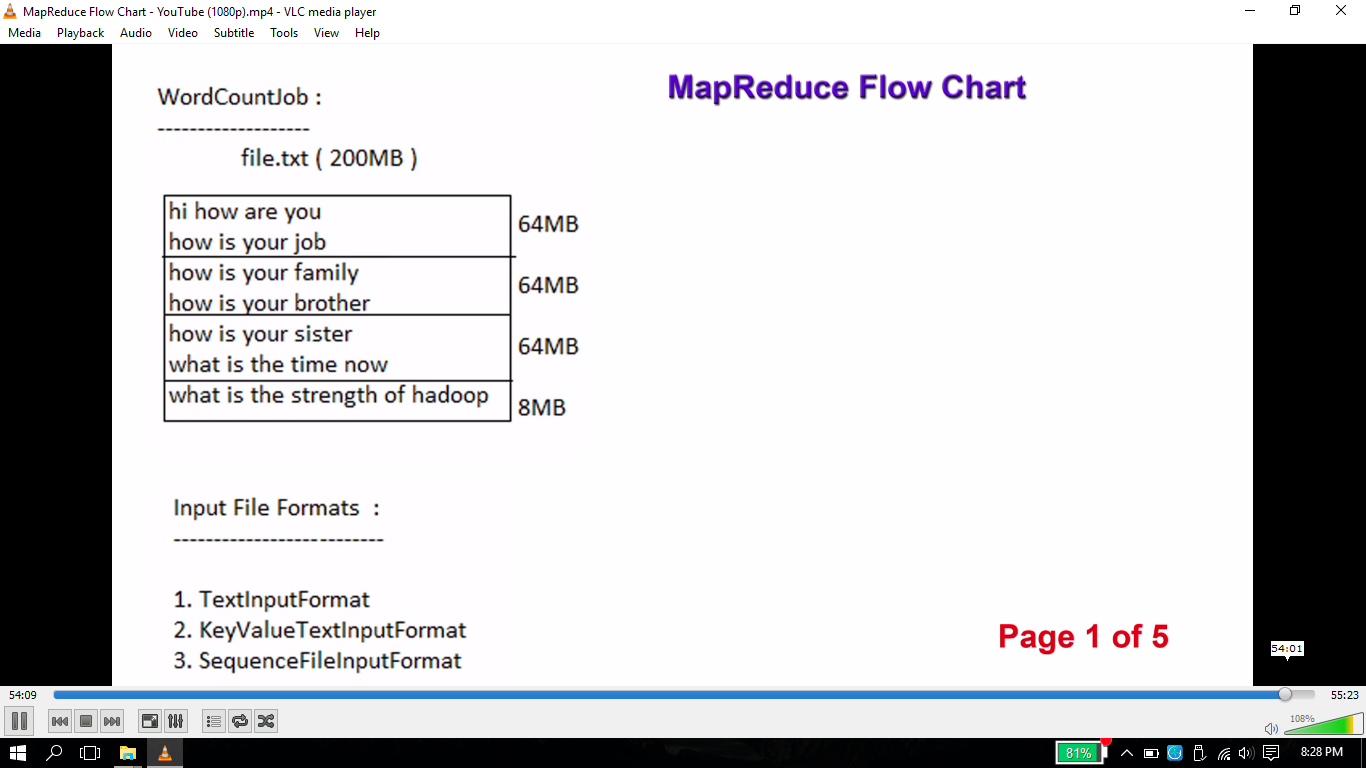 MapReduce Flow Chart - YouTube (1080p).mp4 - VLC media player
Media Playback Audio Video Subtitle Tools View Help
MapReduce Flow Chart
WordCountJob :
-------------------
file.txt ( 200MB )
hi how are you
how is your job
64MB
how is your family
how is your brother
64MB
how is your sister
what is the time now
64MB
what is the strength of hadoop
8MB
Input File Formats :
--------------------------
1. TextInputFormat
2. KeyValueTextInputFormat
3. SequenceFileInputFormat
Page 1 of 5
54:01
54:09
55:23
108%
81%
8:28 PM